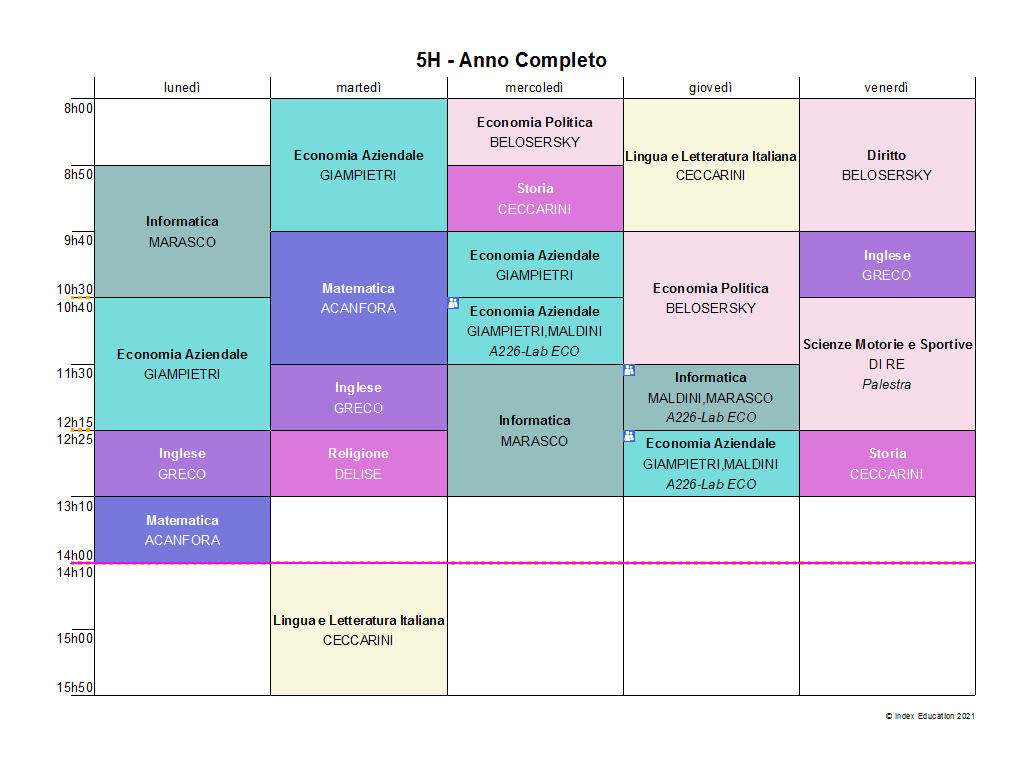 5H - Anno Completo
lunedì martedì mercoledì giovedì venerdì
8h00
8h50
9h40
10h30
10h40
11h30
12h15
12h25
13h10
14h00
14h10
15h00
15h50
Informatica
MARASCO
Economia Aziendale
GIAMPIETRI
Inglese
GRECO
Matematica
ACANFORA
Economia Aziendale
GIAMPIETRI
Matematica
ACANFORA
Inglese
GRECO
Religione
DELISE
Lingua e Letteratura Italiana
CECCARINI
Economia Politica
BELOSERSKY
Storia
CECCARINI
Economia Aziendale
GIAMPIETRI
Economia Aziendale
GIAMPIETRI,MALDINI
A226-Lab ECO
Informatica
MARASCO
Lingua e Letteratura Italiana
CECCARINI
Economia Politica
BELOSERSKY
Informatica
MALDINI,MARASCO
A226-Lab ECO
Economia Aziendale
GIAMPIETRI,MALDINI
A226-Lab ECO
Diritto
BELOSERSKY
Inglese
GRECO
Scienze Motorie e Sportive
DI RE
Palestra
Storia
CECCARINI
© Index Education 2021